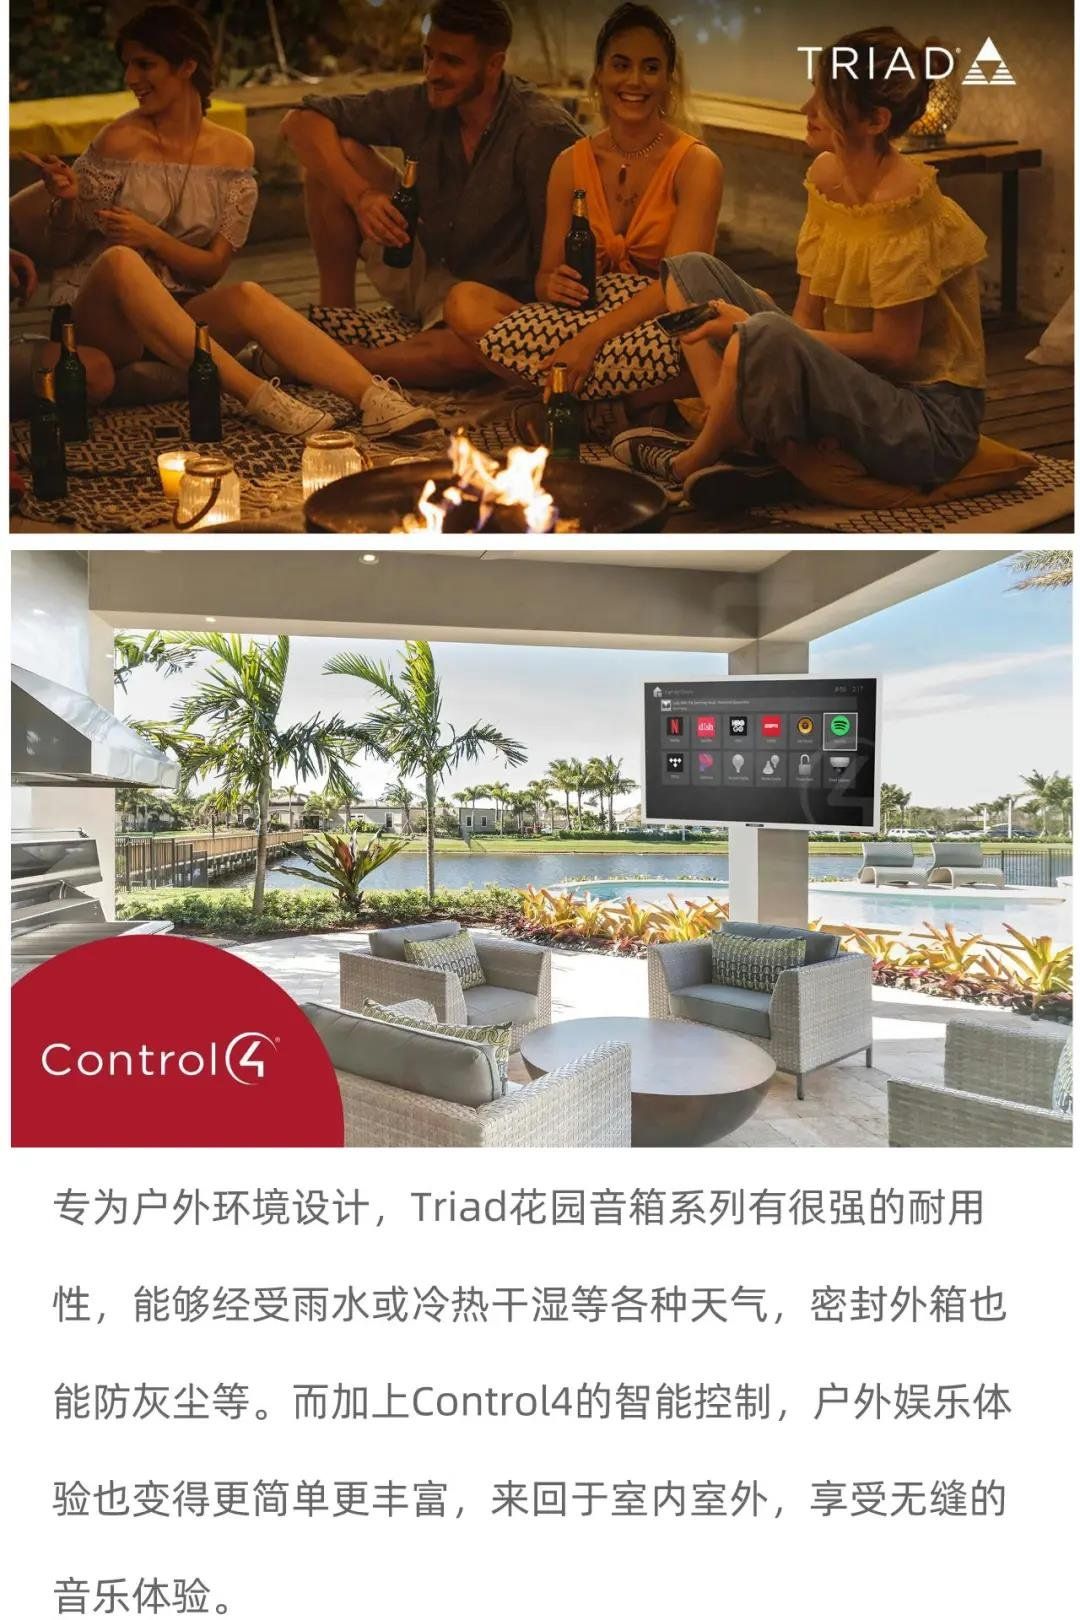 TRIAD
NETFLIX
dish
HBO
GO
ESPN
Control4®
专为户外环境设计，Triad花园音箱系列有很强的耐用
性，能够经受雨水或冷热干湿等各种天气，密封外箱也
能防灰尘等。而加上Control4的智能控制，户外娱乐体
验也变得更简单更丰富，来回于室内室外，享受无缝的
音乐体验。